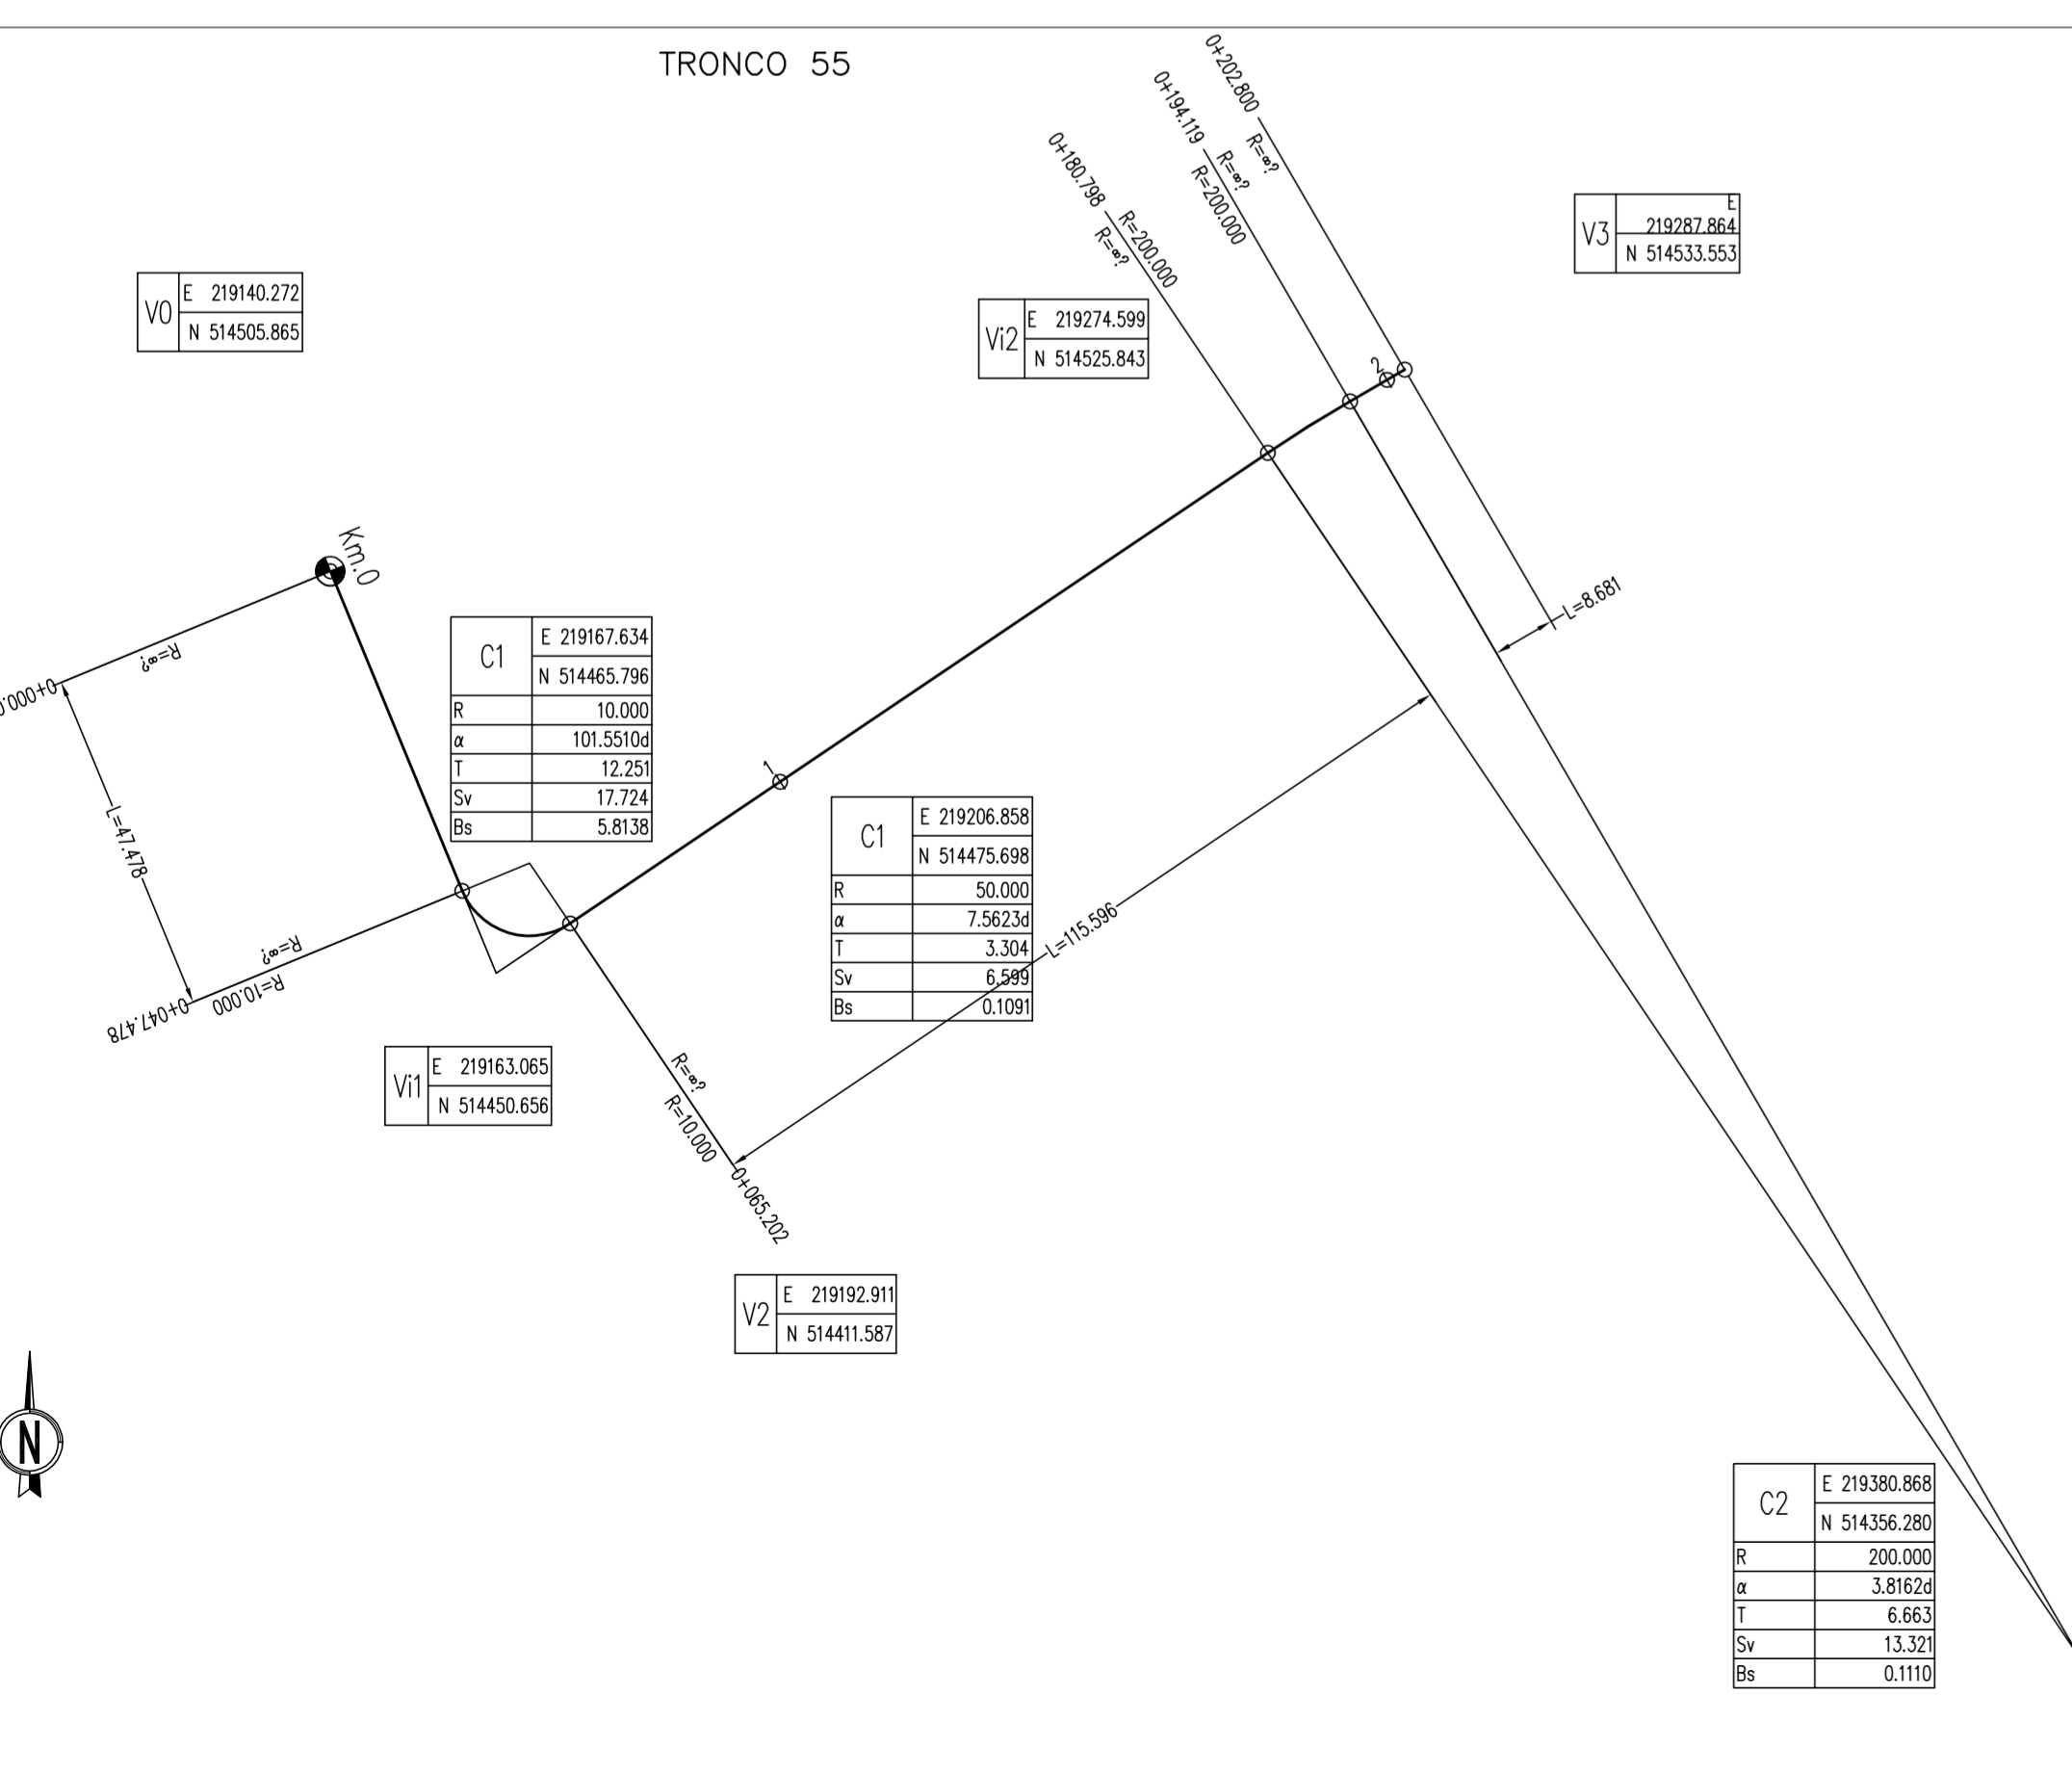 TRONCO 55
0+202.800
R=∞?
0+194.119
R=∞?
R=200.000
0+180.798
R=200.000
R=∞?
V3
E
219287.864
N 514533.553
V0
E 219140.272
N 514505.865
Vi2
E 219274.599
N 514525.843
2
Km.0
L=8.681
R=∞?
C1
E 219167.634
N 514465.796
R 10.000
α 101.5510d
T 12.251
Sv 17.724
Bs 5.8138
L=47.478
1
C1
E 219206.858
N 514475.698
R 50.000
α 7.5623d
T 3.304
Sv 6.599
Bs 0.1091
L=115.596
R=∞?
R=10.000
0+047.478
Vi1
E 219163.065
N 514450.656
R=∞?
R=10.000
0+065.202
V2
E 219192.911
N 514411.587
N
C2
E 219380.868
N 514356.280
R 200.000
α 3.8162d
T 6.663
Sv 13.321
Bs 0.1110